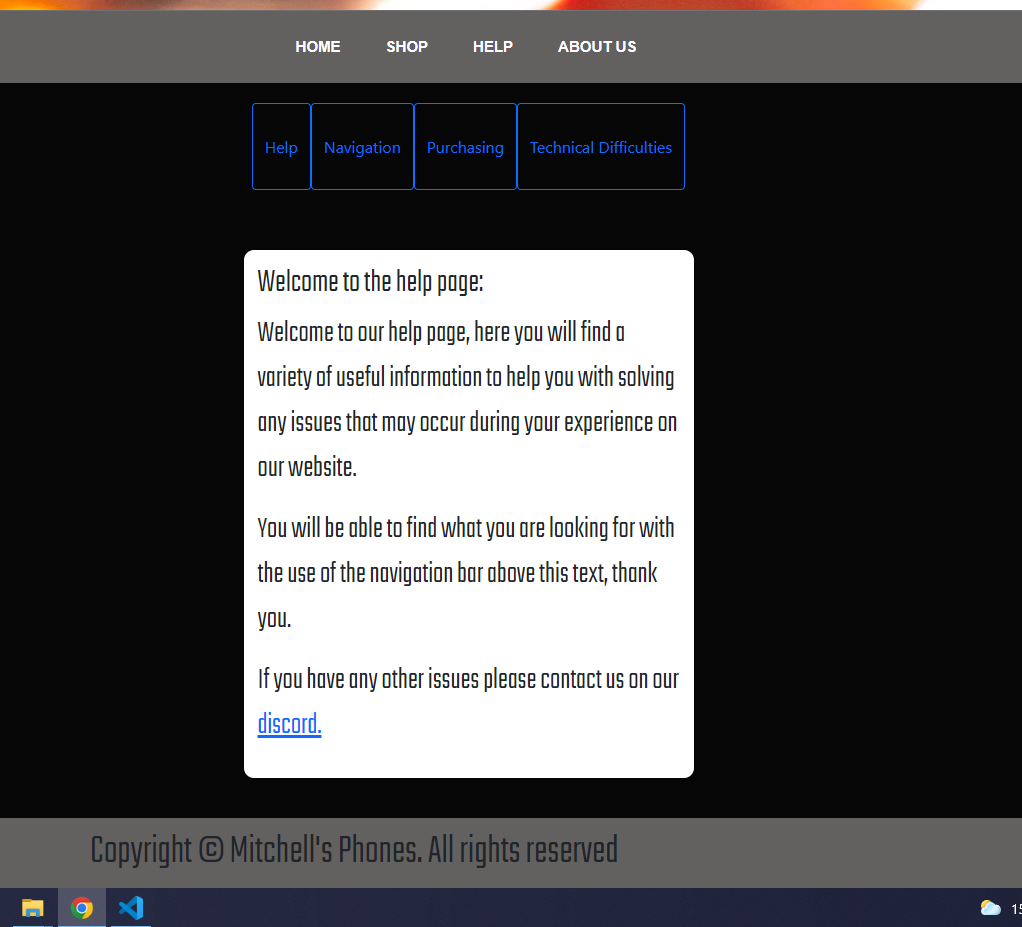 HOME SHOP HELP ABOUT US
Help Navigation Purchasing Technical Difficulties
Welcome to the help page:
Welcome to our help page, here you will find a
variety of useful information to help you with solving
any issues that may occur during your experience on
our website.
You will be able to find what you are looking for with
the use of the navigation bar above this text, thank
you.
If you have any other issues please contact us on our
discord.
Copyright © Mitchell's Phones. All rights reserved